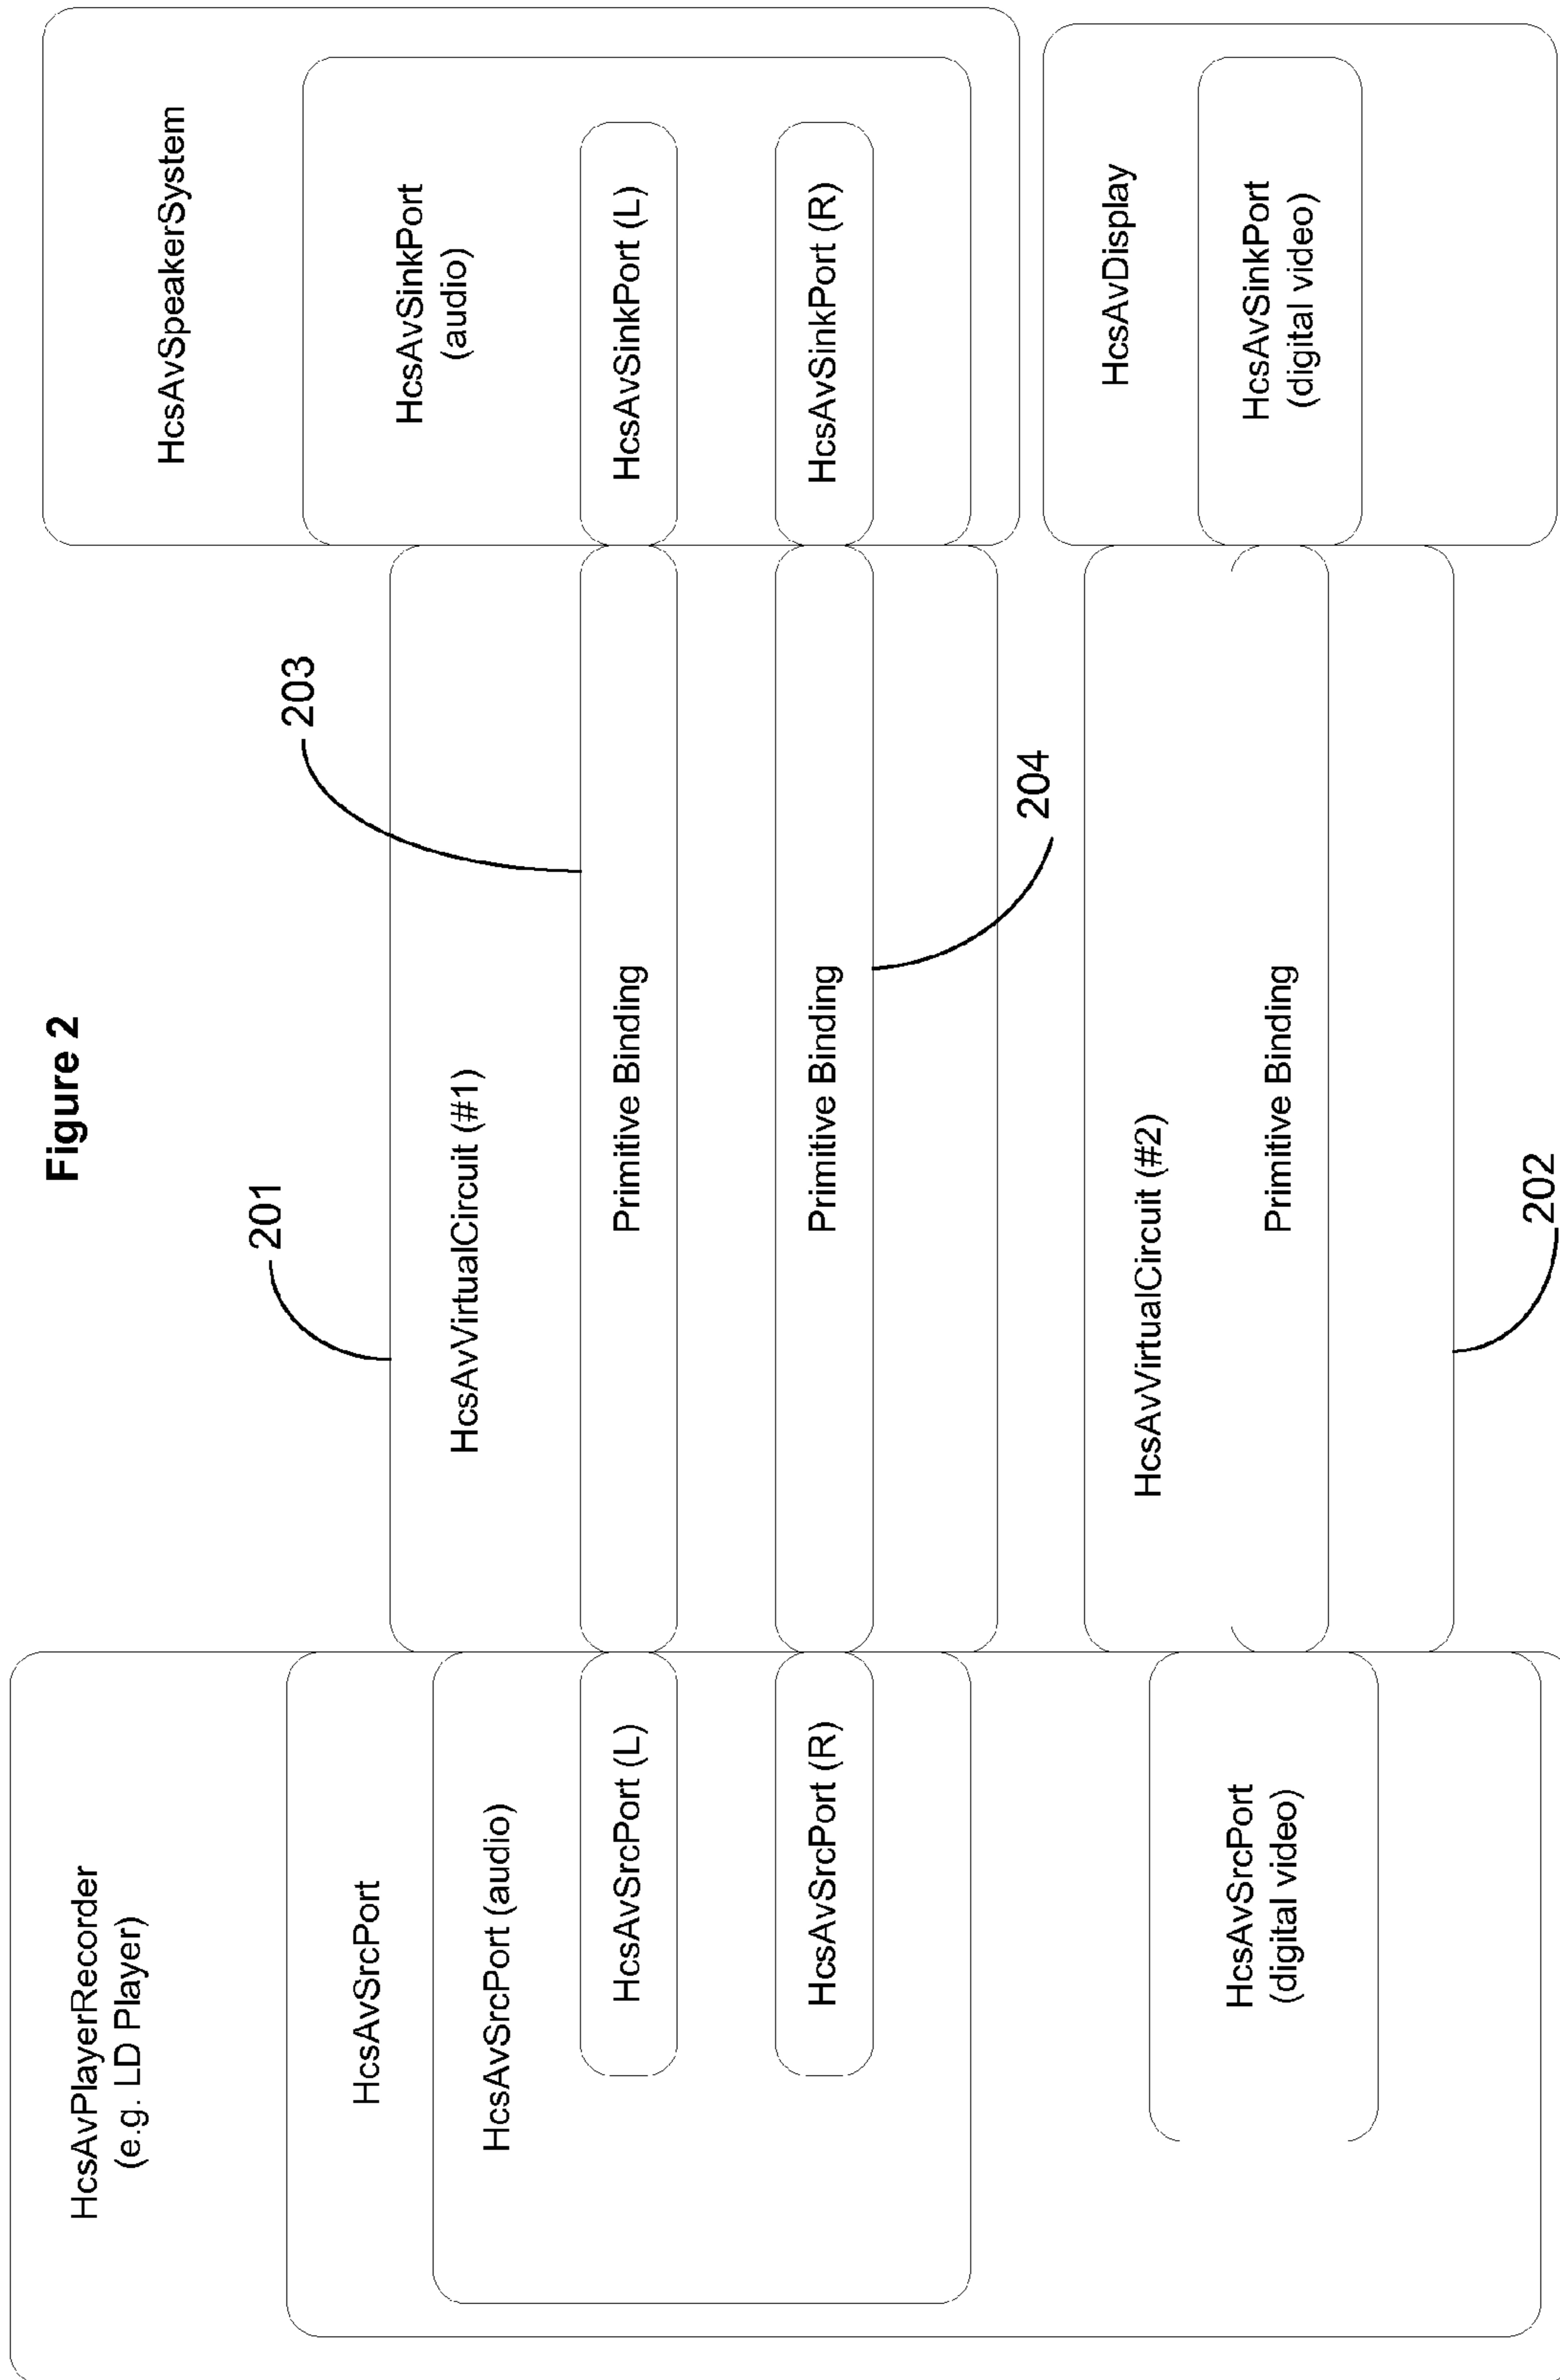 Figure 2
HcsAvPlayerRecorder
(e.g. LD Player)
HcsAvSrcPort
HcsAvSrcPort (audio)
HcsAvSrcPort (L)
HcsAvSrcPort (R)
HcsAvSrcPort
(digital video)
201
HcsAvVirtualCircuit (#1)
203
Primitive Binding
Primitive Binding
204
HcsAvVirtualCircuit (#2)
Primitive Binding
202
HcsAvSpeakerSystem
HcsAvSinkPort
(audio)
HcsAvSinkPort (L)
HcsAvSinkPort (R)
HcsAvDisplay
HcsAvSinkPort
(digital video)